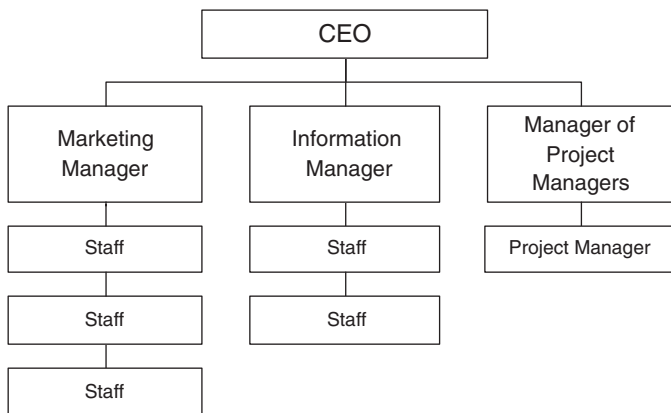 CEO
Marketing
Manager
Information
Manager
Manager of
Project
Managers
Staff
Staff
Project Manager
Staff
Staff
Staff